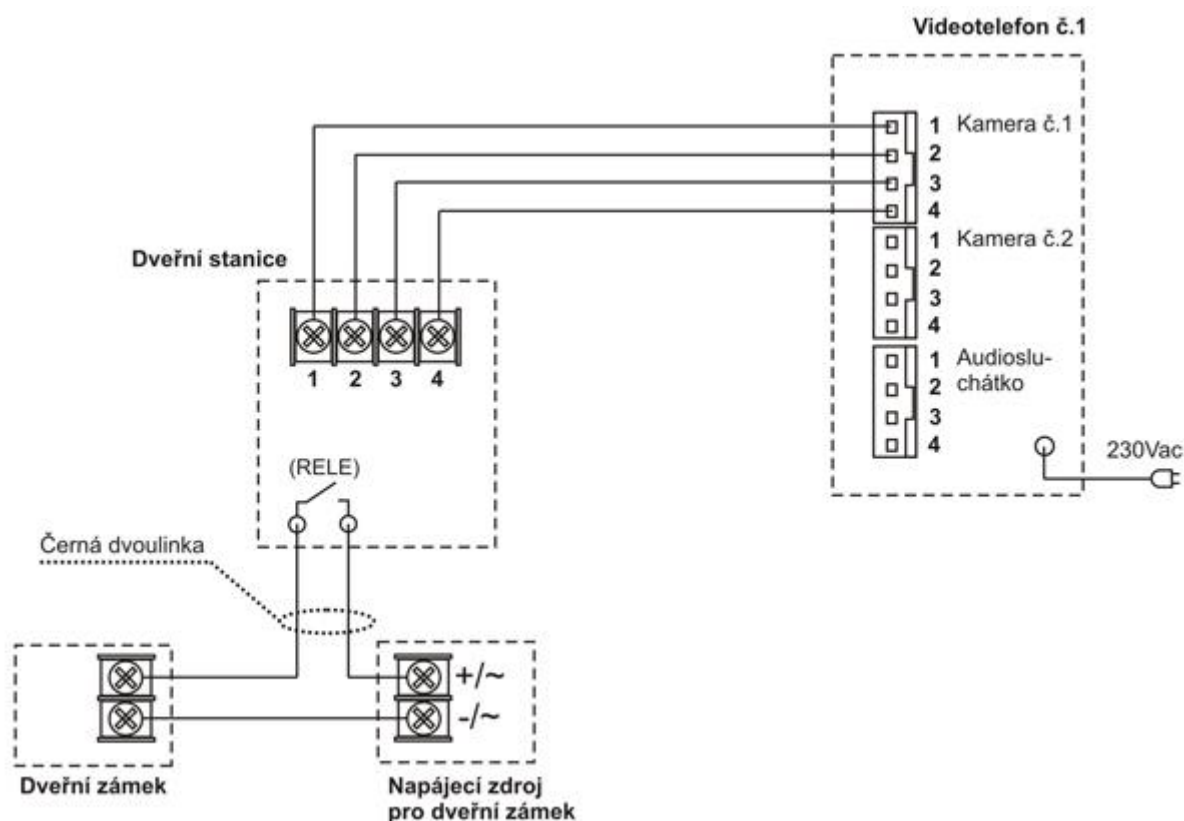 Videotelefon č.1
1 Kamera č.1
2
3
4
1 Kamera č.2
2
3
4
1 Audioslu-
chátko
2
3
4
230Vac
Dveřní stanice
1 2 3 4
(RELE)
Černá dvoulinka
+/~
-/~
Dveřní zámek
Napájecí zdroj
pro dveřní zámek